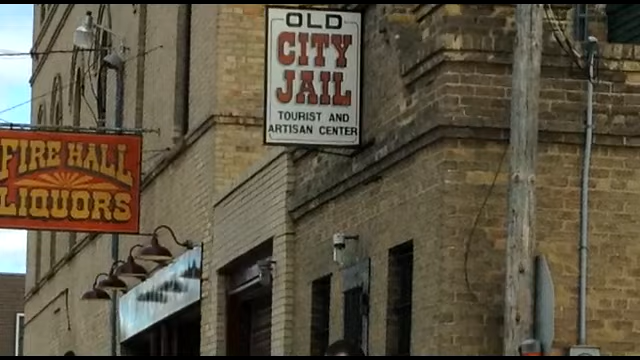 OLD
CITY
JAIL
TOURIST AND
ARTISAN CENTER
FIRE HALL
LIQUORS